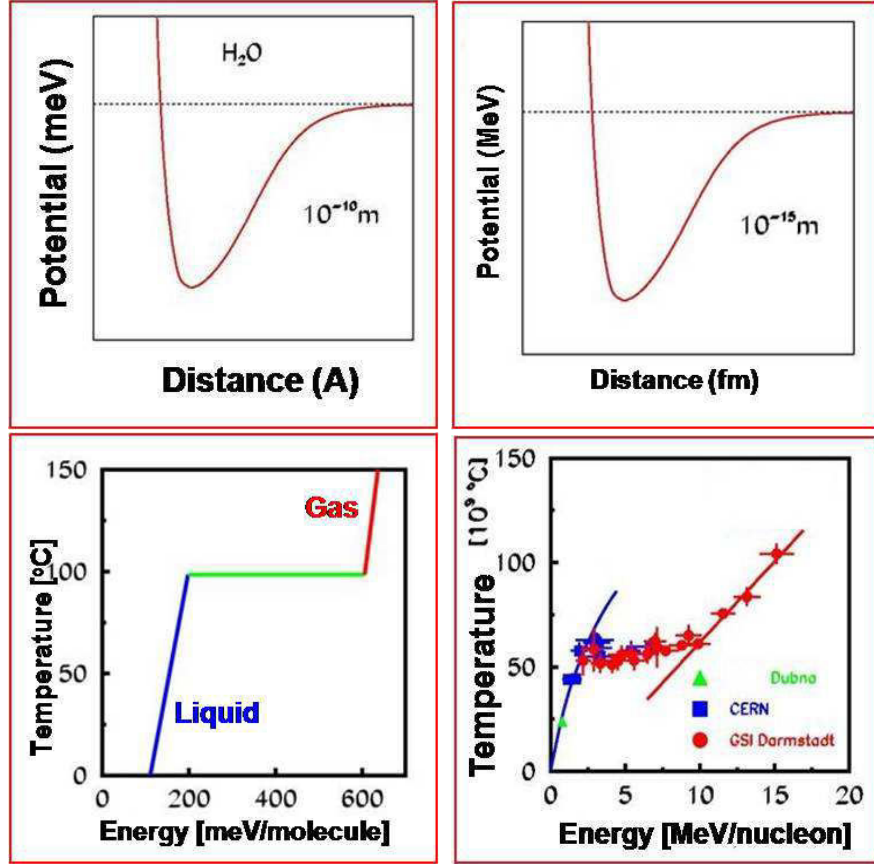 H₂O
Potential (meV)
10⁻¹⁰m
Distance (A)
Potential (MeV)
10⁻¹⁵m
Distance (fm)
150
100
50
0
Temperature [ºC]
Gas
Liquid
0 200 400 600
Energy [meV/molecule]
150
100
50
0
Temperature [10⁹ ºC]
Dubna
CERN
GSI Darmstadt
0 5 10 15 20
Energy [MeV/nucleon]